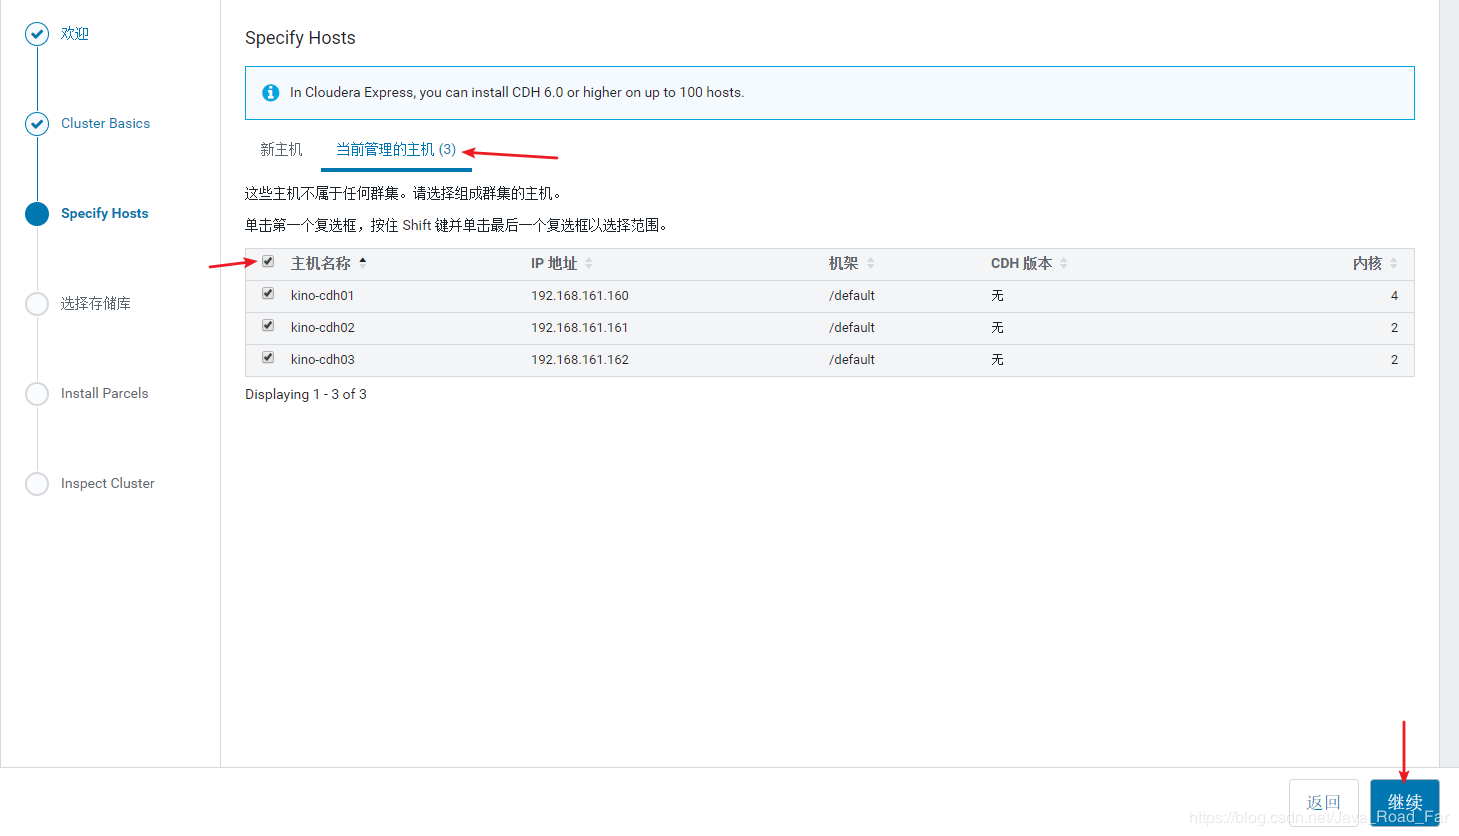 欢迎
Cluster Basics
Specify Hosts
选择存储库
Install Parcels
Inspect Cluster
Specify Hosts
In Cloudera Express, you can install CDH 6.0 or higher on up to 100 hosts.
新主机 当前管理的主机 (3)
这些主机不属于任何群集。请选择组成群集的主机。
单击第一个复选框，按住 Shift 键并单击最后一个复选框以选择范围。
主机名称 IP 地址 机架 CDH 版本 内核
kino-cdh01 192.168.161.160 /default 无 4
kino-cdh02 192.168.161.161 /default 无 2
kino-cdh03 192.168.161.162 /default 无 2
Displaying 1 - 3 of 3
返回 继续
https://blog.csdn.net/Java_Road_Far